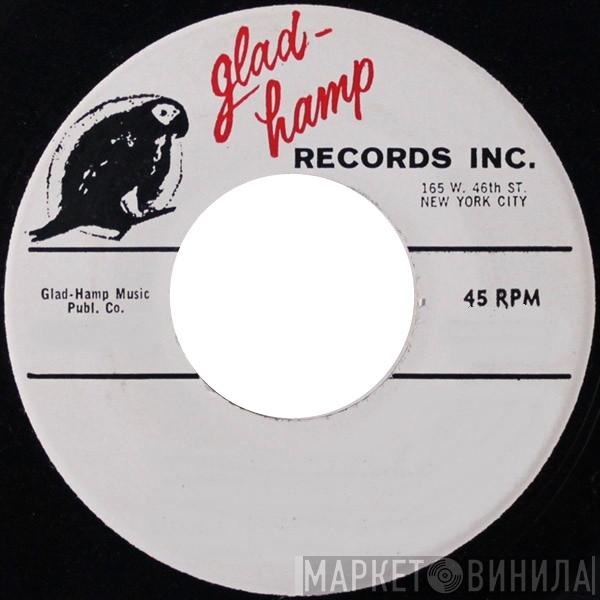 glad-
hamp
RECORDS INC.
165 W. 46th ST.
NEW YORK CITY
Glad-Hamp Music
Publ. Co.
45 RPM
МАРКЕТ ВИНИЛА